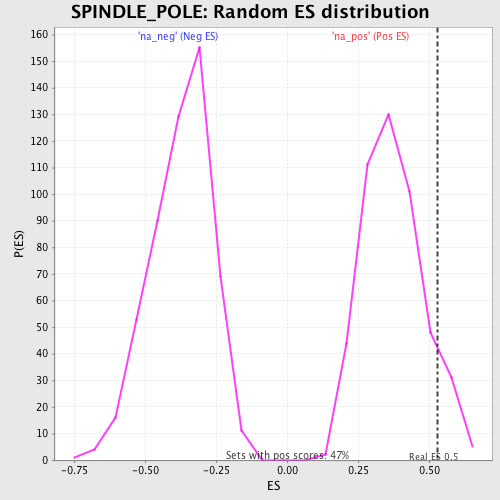 SPINDLE_POLE: Random ES distribution
'na_neg' (Neg ES) 'na_pos' (Pos ES)
160
150
140
130
120
110
100
90
80
70
60
50
40
30
20
10
0
P(ES)
Sets with pos scores: 47%
Real ES 0.5
-0.75 -0.50 -0.25 0.00 0.25 0.50
ES